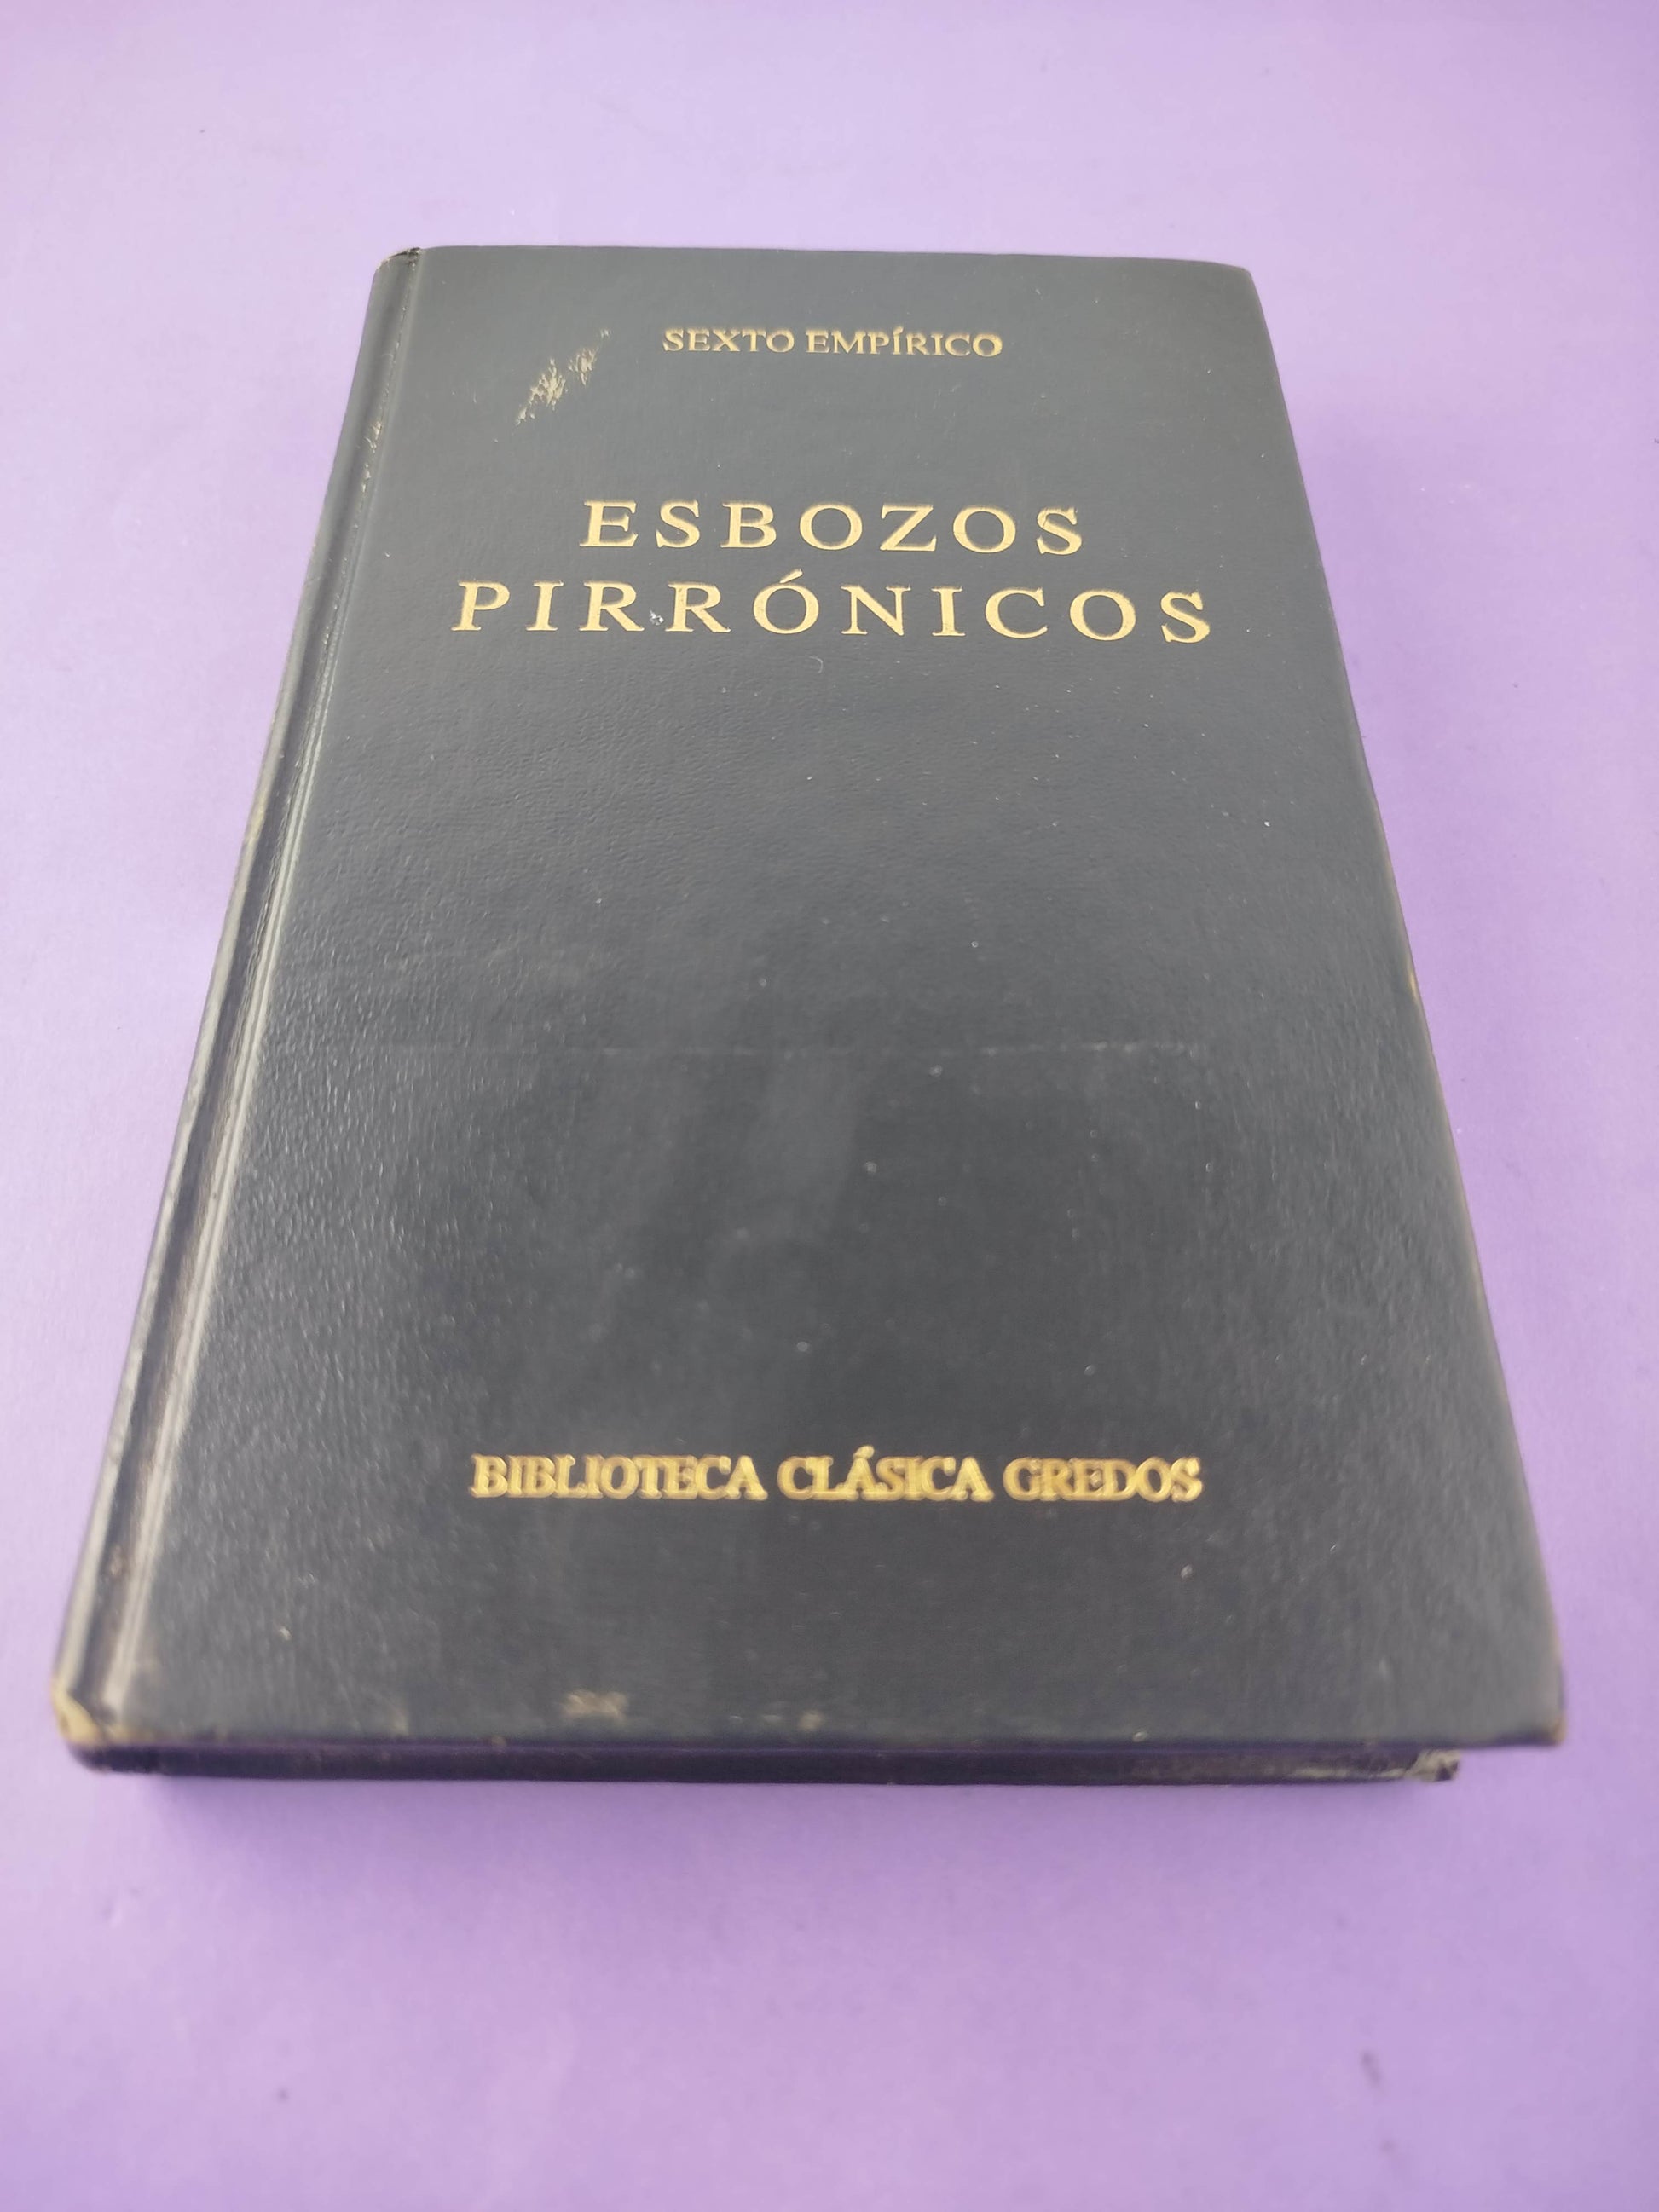 SEXTO EMPÍRICO
ESBOZOS
PIRRÓNICOS
BIBLIOTECA CLÁSICA GREDOS